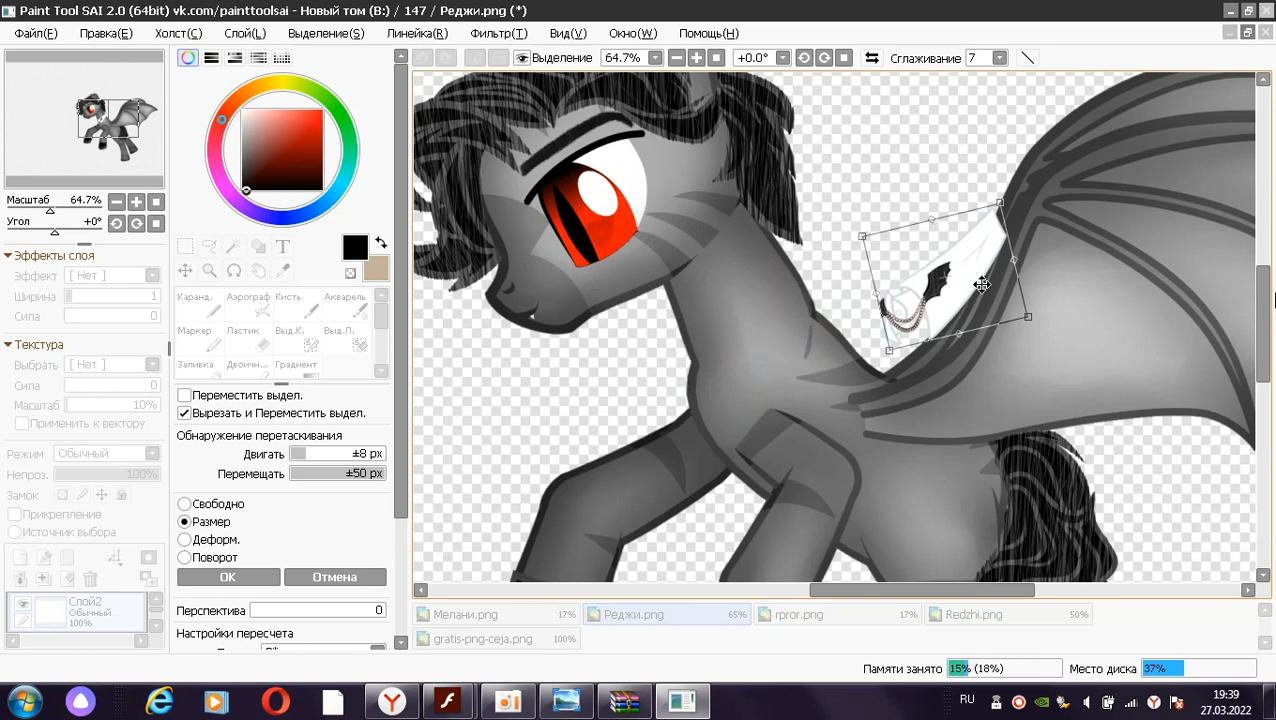 Paint Tool SAI 2.0 (64bit) vk.com/painttoolsai - Новый том (B:) / 147 / Реджи.png (*)
Файл(F) Правка(E) Холст(C) Слой(L) Выделение(S) Линейка(R) Фильтр(T) Вид(V) Окно(W) Помощь(H)
Выделение 64.7% +0.0° Сглаживание 7
Масштаб 64.7%
Угол +0°
Эффекты слоя
Эффект [ Нет ]
Ширина 1
Сила 0
Текстура
Выбрать [ Нет ]
Сила 0
Масштаб 10%
Применить к вектору
Режим Обычный
Непроз. 100%
Замок
Прикрепление
Источник выбора
Слой2
Обычный
100%
T
Каранд. Аэрограф Кисть Акварель
Маркер Ластик Выд.К. Выд.Л.
Заливка Двоичн... Градиент
Переместить выдел.
Вырезать и Переместить выдел.
Обнаружение перетаскивания
Двигать ±8 px
Перемещать ±50 px
Свободно
Размер
Деформ.
Поворот
OK Отмена
Перспектива 0
Настройки пересчета
Мелани.png 17% Реджи.png 65% rpror.png 17% Redzhi.png 50%
gratis-png-ceja.png 100%
Памяти занято 15% (18%) Место диска 37%
RU
19:39
27.03.2022